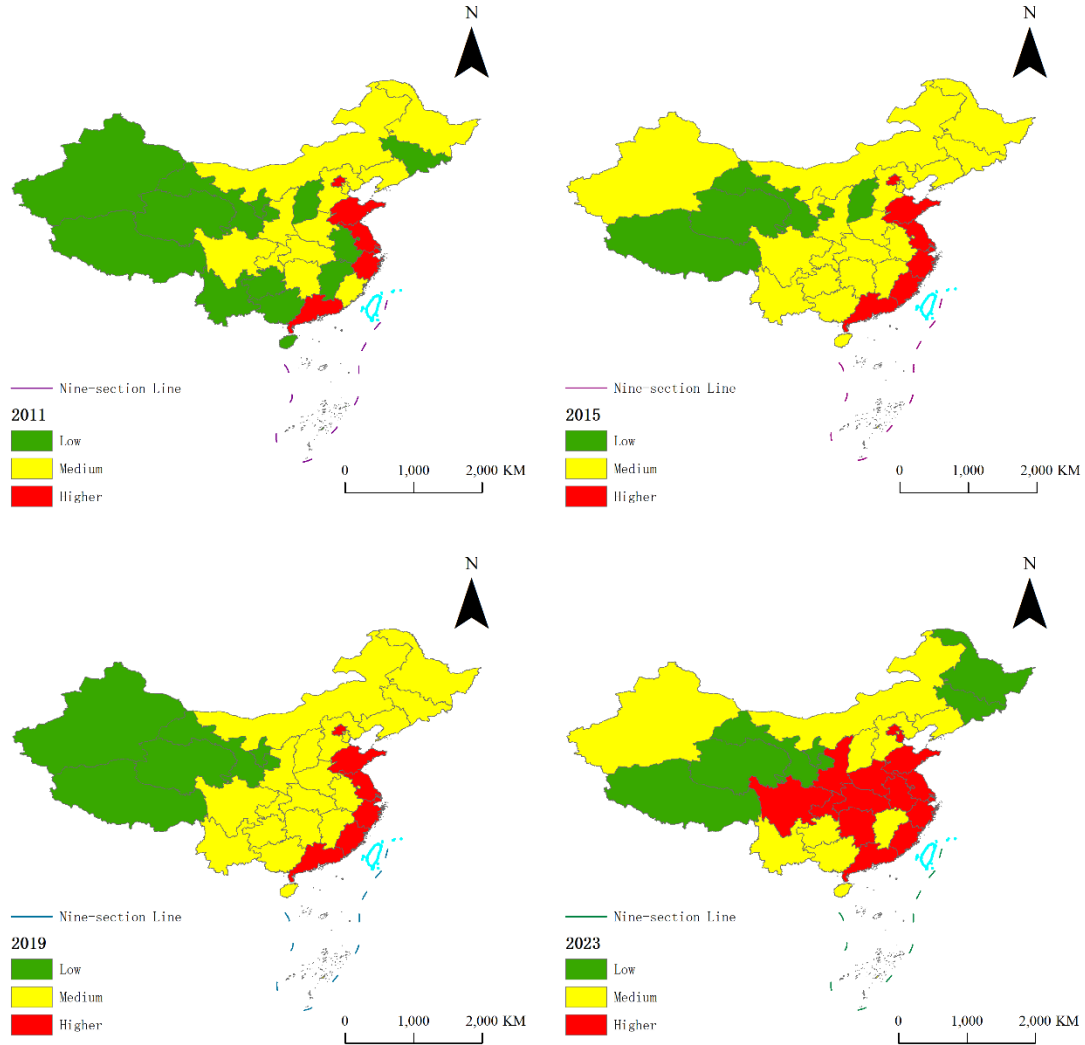 N
Nine-section Line
2011
Low
Medium
Higher
0 1,000 2,000 KM
N
Nine-section Line
2015
Low
Medium
Higher
0 1,000 2,000 KM
N
Nine-section Line
2019
Low
Medium
Higher
0 1,000 2,000 KM
N
Nine-section Line
2023
Low
Medium
Higher
0 1,000 2,000 KM